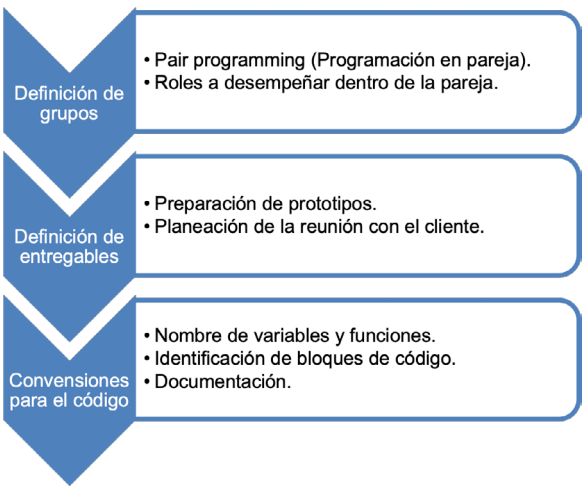 Definición de
grupos
• Pair programming (Programación en pareja).
• Roles a desempeñar dentro de la pareja.
Definición de
entregables
• Preparación de prototipos.
• Planeación de la reunión con el cliente.
Convensiones
para el código
• Nombre de variables y funciones.
• Identificación de bloques de código.
• Documentación.